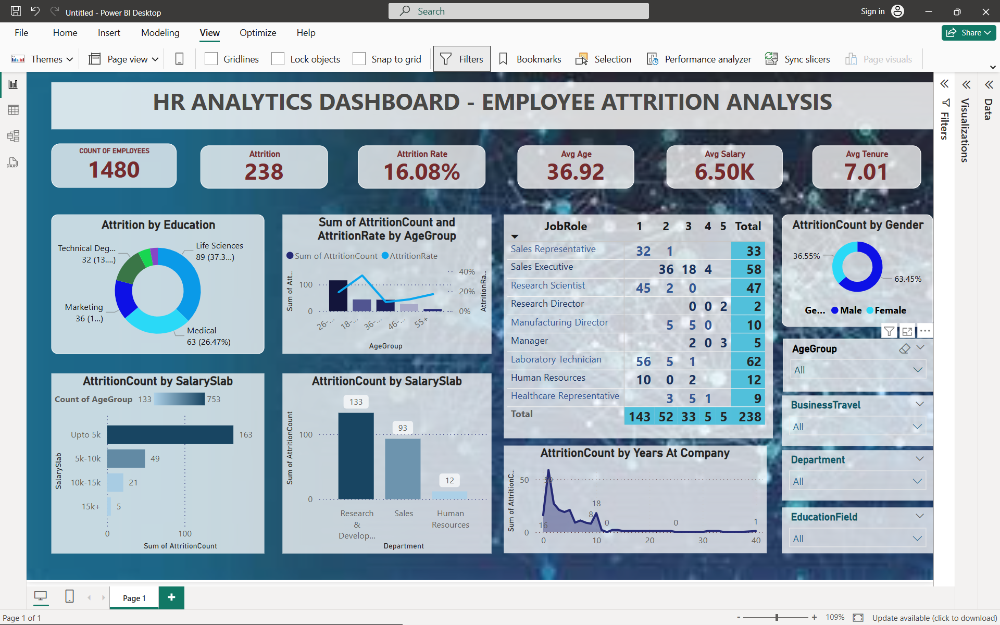 Untitled - Power BI Desktop
Search
Sign in
File Home Insert Modeling View Optimize Help
Share
Themes
Page view
Gridlines
Lock objects
Snap to grid
Filters
Bookmarks
Selection
Performance analyzer
Sync slicers
Page visuals
DAX
HR ANALYTICS DASHBOARD - EMPLOYEE ATTRITION ANALYSIS
COUNT OF EMPLOYEES
1480
Attrition
238
Attrition Rate
16.08%
Avg Age
36.92
Avg Salary
6.50K
Avg Tenure
7.01
Attrition by Education
Technical Deg...
32 (13....)
Life Sciences
89 (37.3...)
Marketing
36 (1...)
Medical
63 (26.47%)
Sum of AttritionCount and
AttritionRate by AgeGroup
Sum of AttritionCount AttritionRate
Sum of Att...
100
0
40%
20%
0%
AttritionRa...
26-... 18-... 36-... 46-... 55+
AgeGroup
JobRole 1 2 3 4 5 Total
Sales Representative 32 1 33
Sales Executive 36 18 4 58
Research Scientist 45 2 0 47
Research Director 0 0 2 2
Manufacturing Director 5 5 0 10
Manager 2 0 3 5
Laboratory Technician 56 5 1 62
Human Resources 10 0 2 12
Healthcare Representative 3 5 1 9
Total 143 52 33 5 5 238
AttritionCount by Gender
36.55%
63.45%
Ge... Male Female
AgeGroup
All
BusinessTravel
All
Department
All
EducationField
All
AttritionCount by SalarySlab
Count of AgeGroup 133 753
SalarySlab
Upto 5k 163
5k-10k 49
10k-15k 21
15k+ 5
0 100
Sum of AttritionCount
AttritionCount by SalarySlab
Sum of AttritionCount
100
0
133
93
12
Research
&
Develop...
Sales
Human
Resources
Department
AttritionCount by Years At Company
Sum of AttritionC...
50
0
59
16
8
18
0
0
1
0 10 20 30 40
Filters
Visualizations
Data
Page 1
+
Page 1 of 1
- + 109%
Update available (click to download)